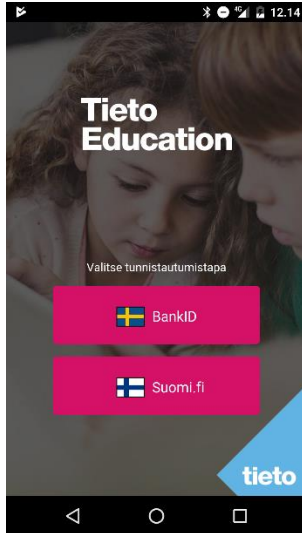 12.14
Tieto
Education
Valitse tunnistautumistapa
BankID
Suomi.fi
tieto